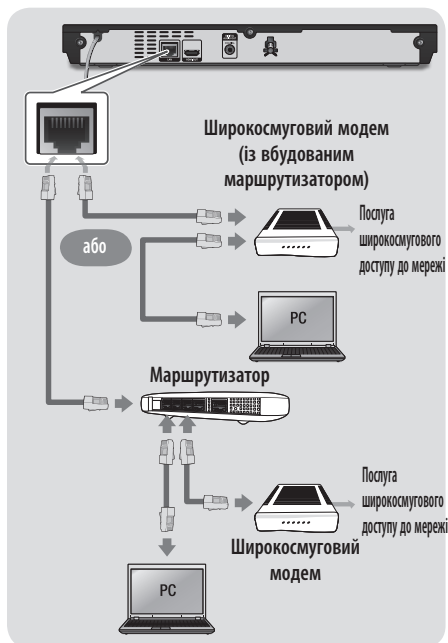 Широкосмуговий модем
(із вбудованим
маршрутизатором)
Послуга
широкосмугового
доступу до мережі
або
PC
Маршрутизатор
Послуга
широкосмугового
доступу до мережі
Широкосмуговий
модем
PC